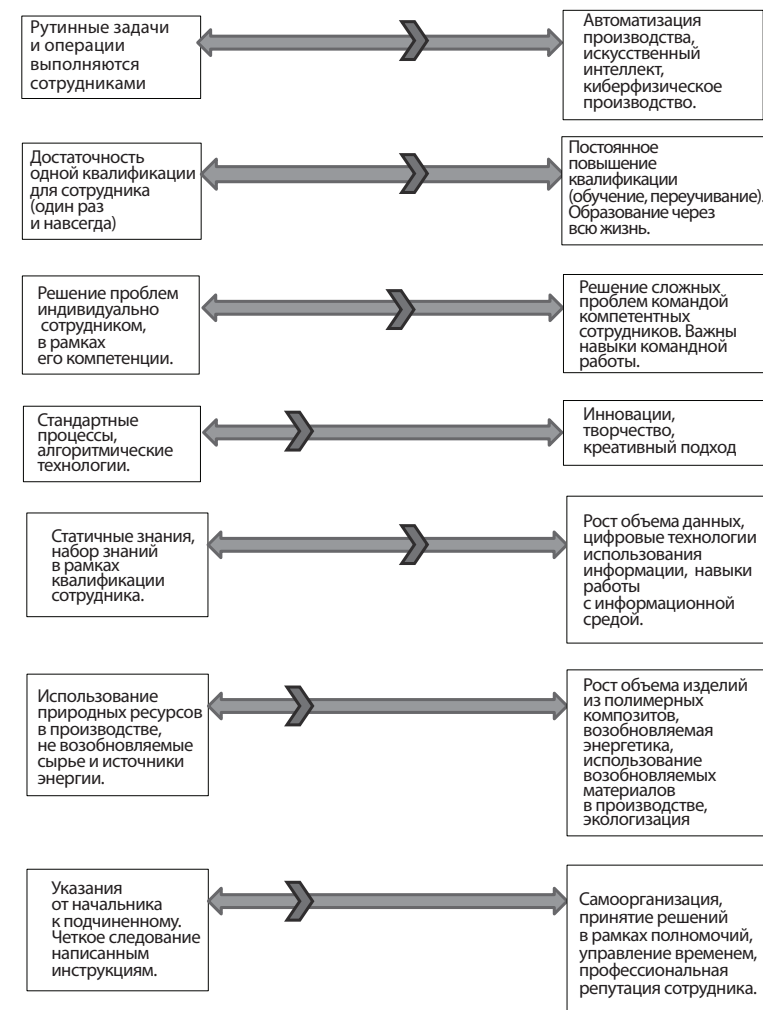 Рутинные задачи
и операции
выполняются
сотрудниками
Автоматизация
производства,
искусственный
интеллект,
киберфизическое
производство.
Достаточность
одной квалификации
для сотрудника
(один раз
и навсегда)
Постоянное
повышение
квалификации
(обучение, переучивание).
Образование через
всю жизнь.
Решение проблем
индивидуально
сотрудником,
в рамках
его компетенции.
Решение сложных
проблем командой
компетентных
сотрудников. Важны
навыки командной
работы.
Стандартные
процессы,
алгоритмические
технологии.
Инновации,
творчество,
креативный подход
Статичные знания,
набор знаний
в рамках
квалификации
сотрудника.
Рост объема данных,
цифровые технологии
использования
информации, навыки
работы
с информационной
средой.
Использование
природных ресурсов
в производстве,
не возобновляемые
сырье и источники
энергии.
Рост объема изделий
из полимерных
композитов,
возобновляемая
энергетика,
использование
возобновляемых
материалов
в производстве,
экологизация
Указания
от начальника
к подчиненному.
Четкое следование
написанным
инструкциям.
Самоорганизация,
принятие решений
в рамках полномочий,
управление временем,
профессиональная
репутация сотрудника.